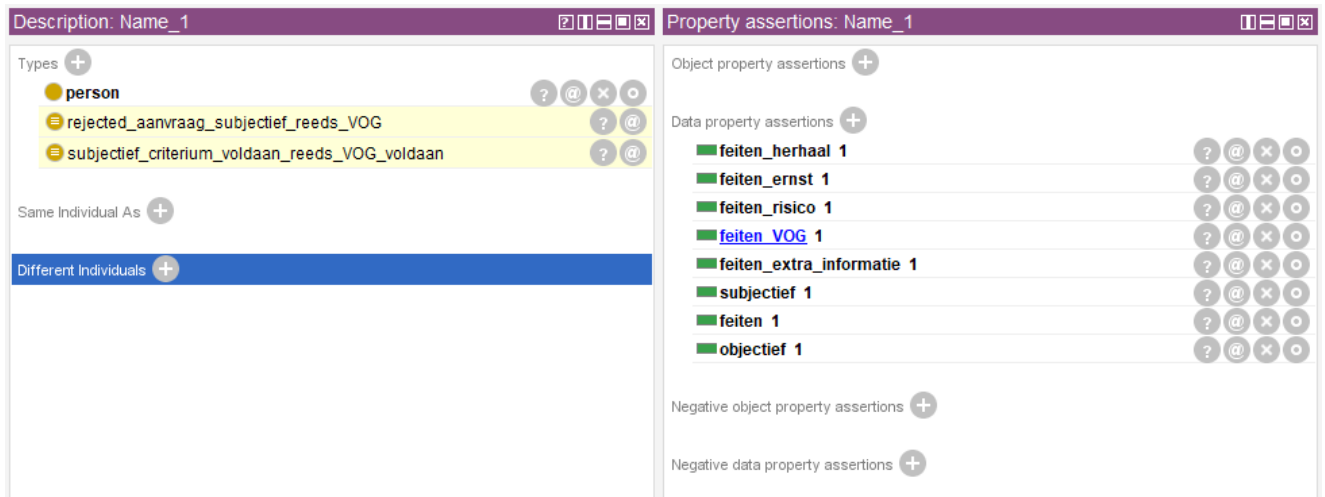 Description: Name_1
Types
person
rejected_aanvraag_subjectief_reeds_VOG
subjectief_criterium_voldaan_reeds_VOG_voldaan
Same Individual As
Different Individuals
Property assertions: Name_1
Object property assertions
Data property assertions
feiten_herhaal 1
feiten_ernst 1
feiten_risico 1
feiten_VOG 1
feiten_extra_informatie 1
subjectief 1
feiten 1
objectief 1
Negative object property assertions
Negative data property assertions